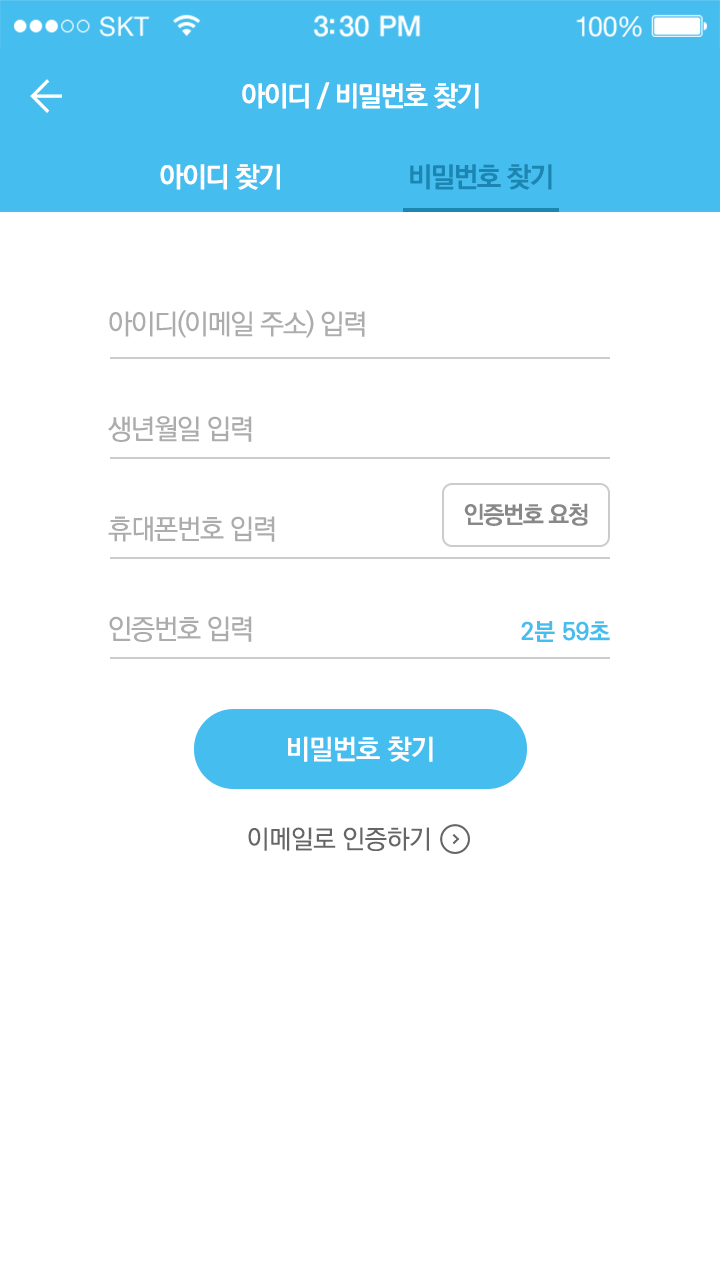 SKT 3:30 PM 100%
아이디 / 비밀번호 찾기
아이디 찾기 비밀번호 찾기
아이디(이메일 주소) 입력
생년월일 입력
휴대폰번호 입력 인증번호 요청
인증번호 입력 2분 59초
비밀번호 찾기
이메일로 인증하기